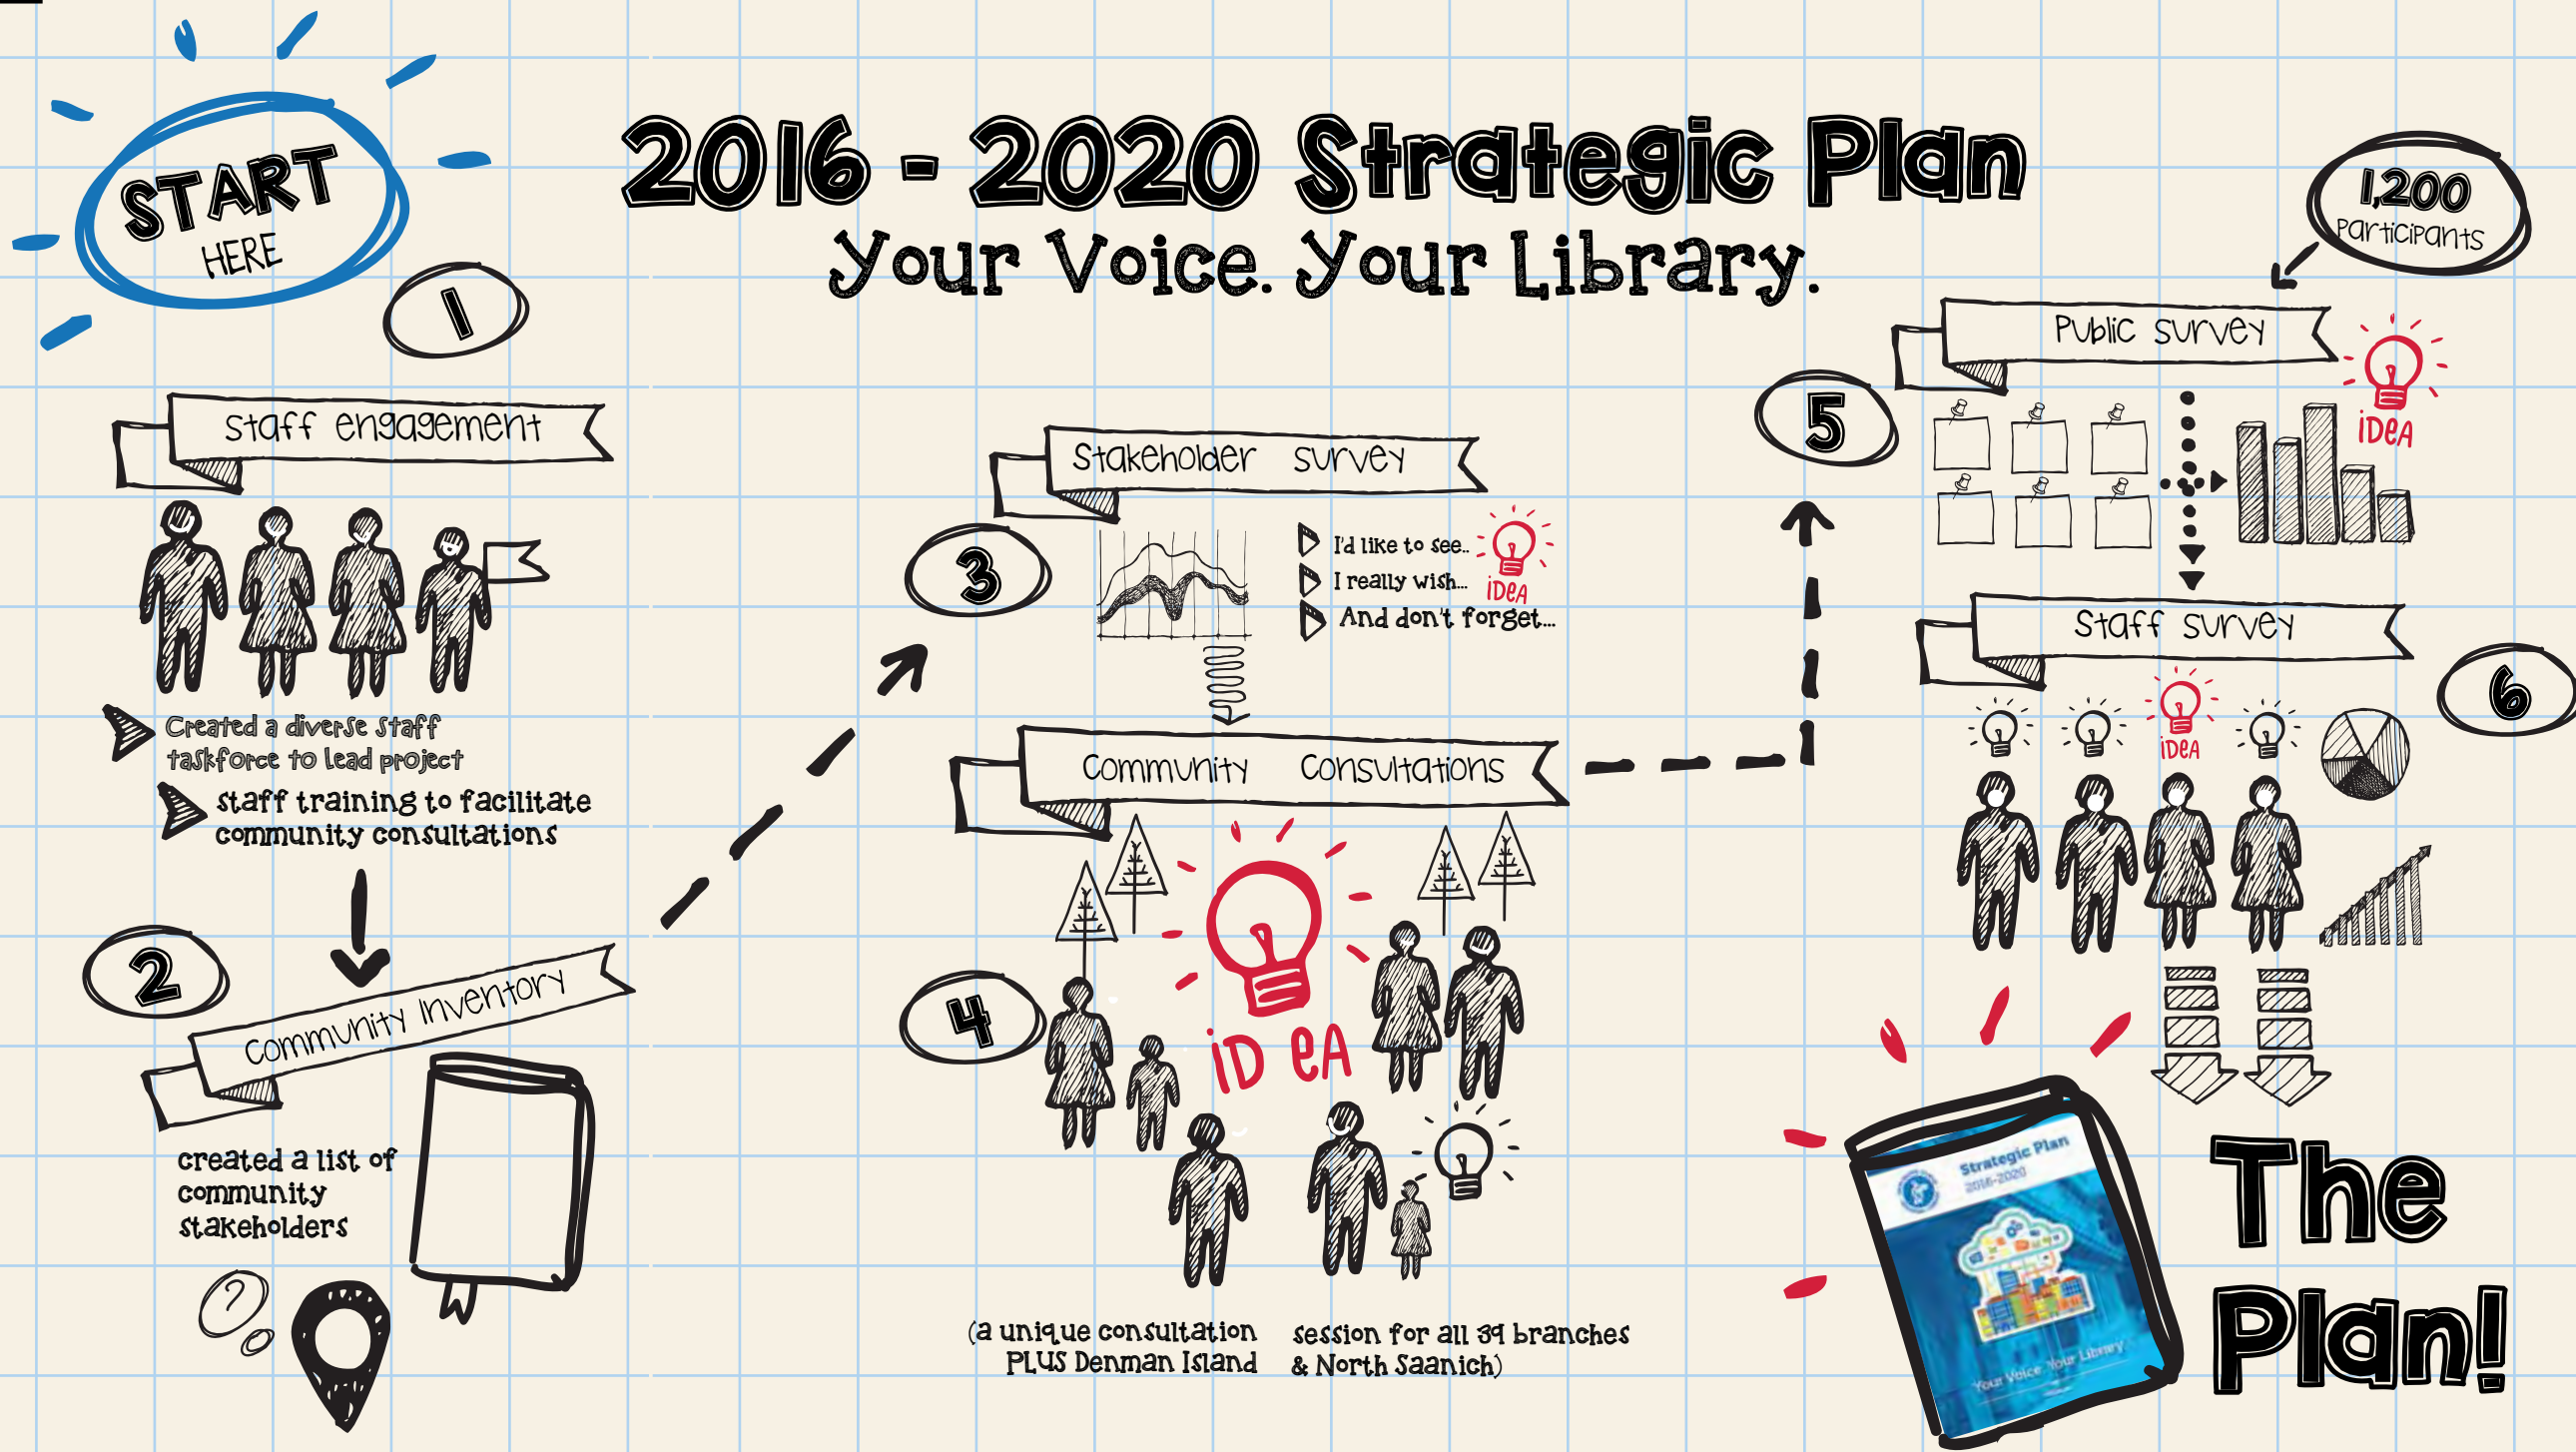 START
HERE
2016 - 2020 Strategic Plan
Your Voice. Your Library.
1
staff engagement
Created a diverse staff
taskforce to lead project
staff training to facilitate
community consultations
2
Community Inventory
created a list of
community
stakeholders
?
3
Stakeholder survey
I'd like to see..
I really wish...
And don't forget...
iDeA
Community Consultations
4
iD eA
(a unique consultation session for all 39 branches
PLUS Denman Island & North Saanich)
5
1,200
participants
Public survey
iDeA
Staff survey
6
iDeA
Strategic Plan
2016-2020
Your Voice Your Library
The
Plan!